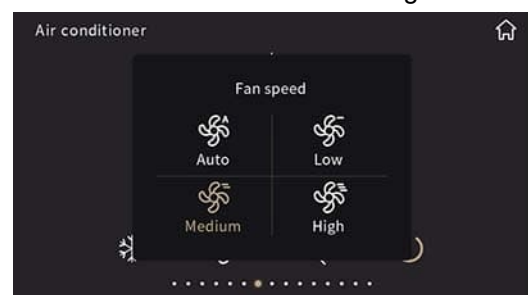 Air conditioner
Fan speed
Auto
Low
Medium
High